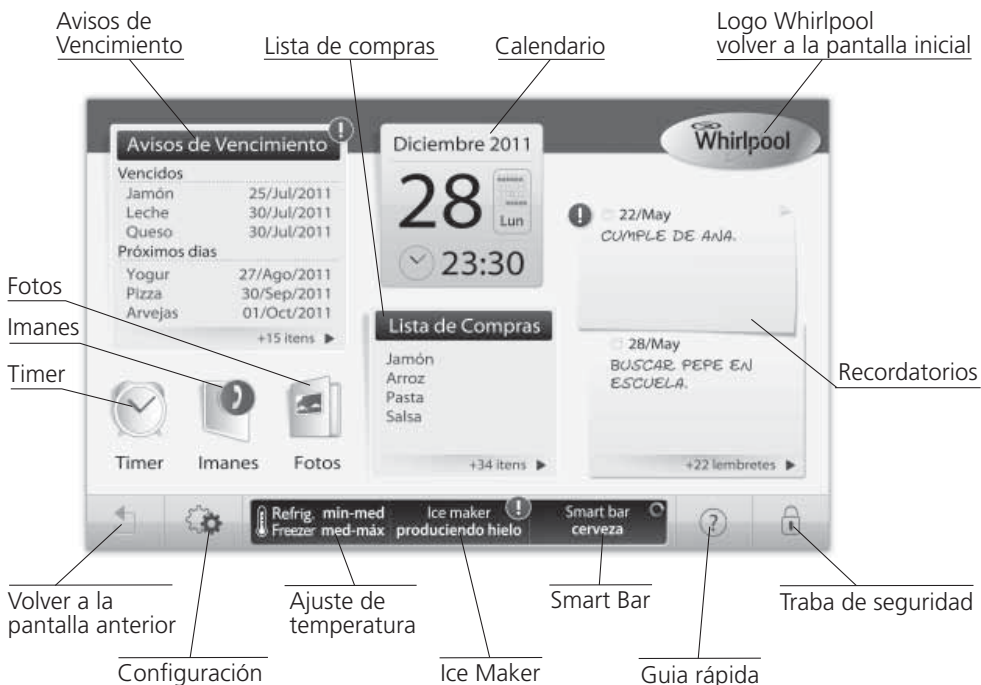 Avisos de
Vencimiento
Lista de compras
Calendario
Logo Whirlpool
volver a la pantalla inicial
Avisos de Vencimiento !
Vencidos
Jamón 25/Jul/2011
Leche 30/Jul/2011
Queso 30/Jul/2011
Próximos dias
Yogur 27/Ago/2011
Pizza 30/Sep/2011
Arvejas 01/Oct/2011
+15 itens
Diciembre 2011
28
Lun
23:30
Whirlpool
! 22/May
CUMPLE DE ANA.
28/May
BUSCAR PEPE EN
ESCUELA.
+22 lembretes
Lista de Compras
Jamón
Arroz
Pasta
Salsa
+34 itens
Fotos
Imanes
Timer
Recordatorios
Timer
Imanes
Fotos
Refrig. min-med
Freezer med-máx
Ice maker !
produciendo hielo
Smart bar
cerveza
?
Volver a la
pantalla anterior
Configuración
Ajuste de
temperatura
Ice Maker
Smart Bar
Guia rápida
Traba de seguridad